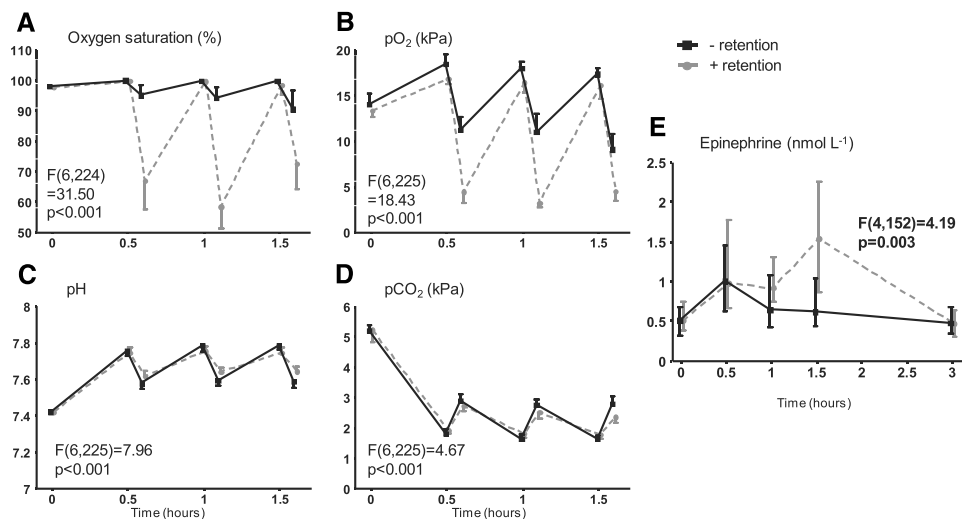 A
Oxygen saturation (%)
110
100
90
80
70
60
50
F(6,224)
=31.50
p<0.001
0
0.5
1
1.5
B
pO₂ (kPa)
20
15
10
5
0
F(6,225)
=18.43
p<0.001
0
0.5
1
1.5
- retention
+ retention
C
pH
8
7.8
7.6
7.4
7.2
7
F(6,225)=7.96
p<0.001
0
0.5
1
1.5
Time (hours)
D
pCO₂ (kPa)
6
5
4
3
2
1
0
F(6,225)=4.67
p<0.001
0
0.5
1
1.5
Time (hours)
E
Epinephrine (nmol L⁻¹)
2.5
2
1.5
1
0.5
0
F(4,152)=4.19
p=0.003
0
0.5
1
1.5
2
2.5
3
Time (hours)